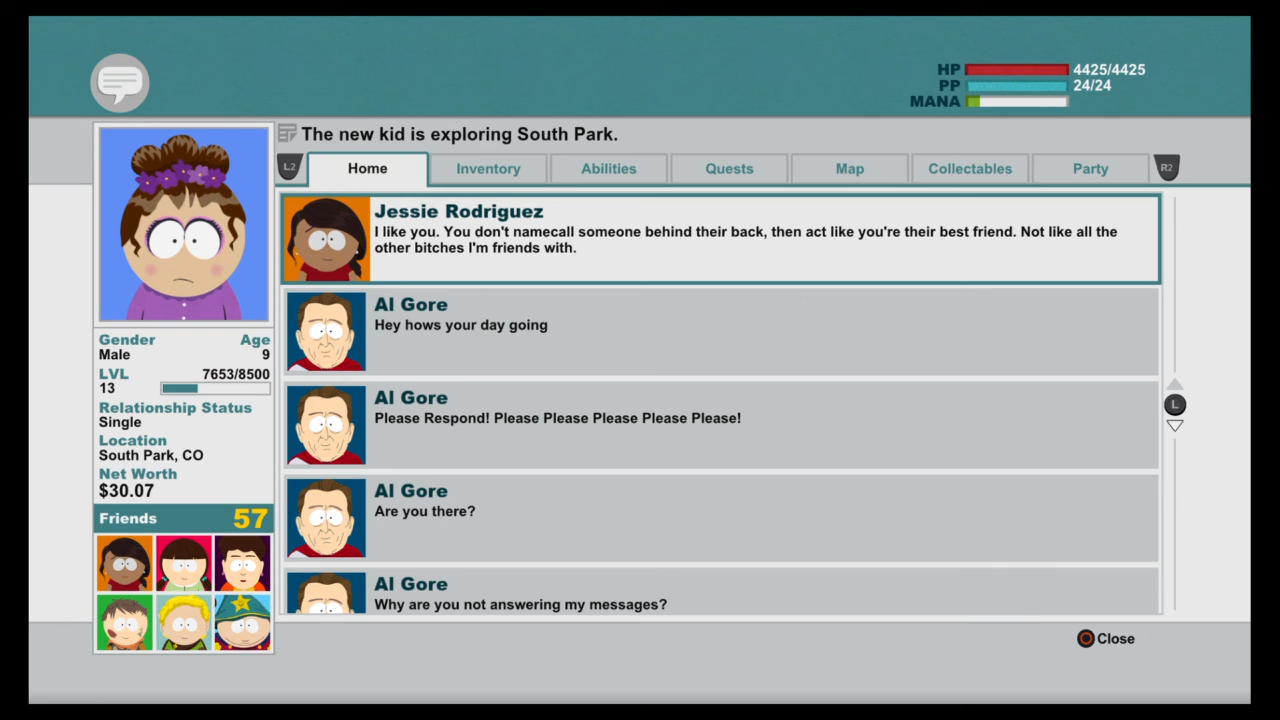 HP 4425/4425
PP 24/24
MANA
The new kid is exploring South Park.
L2 Home Inventory Abilities Quests Map Collectables Party R2
Gender Age
Male 9
LVL 7653/8500
13
Relationship Status
Single
Location
South Park, CO
Net Worth
$30.07
Friends 57
Jessie Rodriguez
I like you. You don't namecall someone behind their back, then act like you're their best friend. Not like all the
other bitches I'm friends with.
Al Gore
Hey hows your day going
Al Gore
Please Respond! Please Please Please Please Please!
L
Al Gore
Are you there?
Al Gore
Why are you not answering my messages?
Close